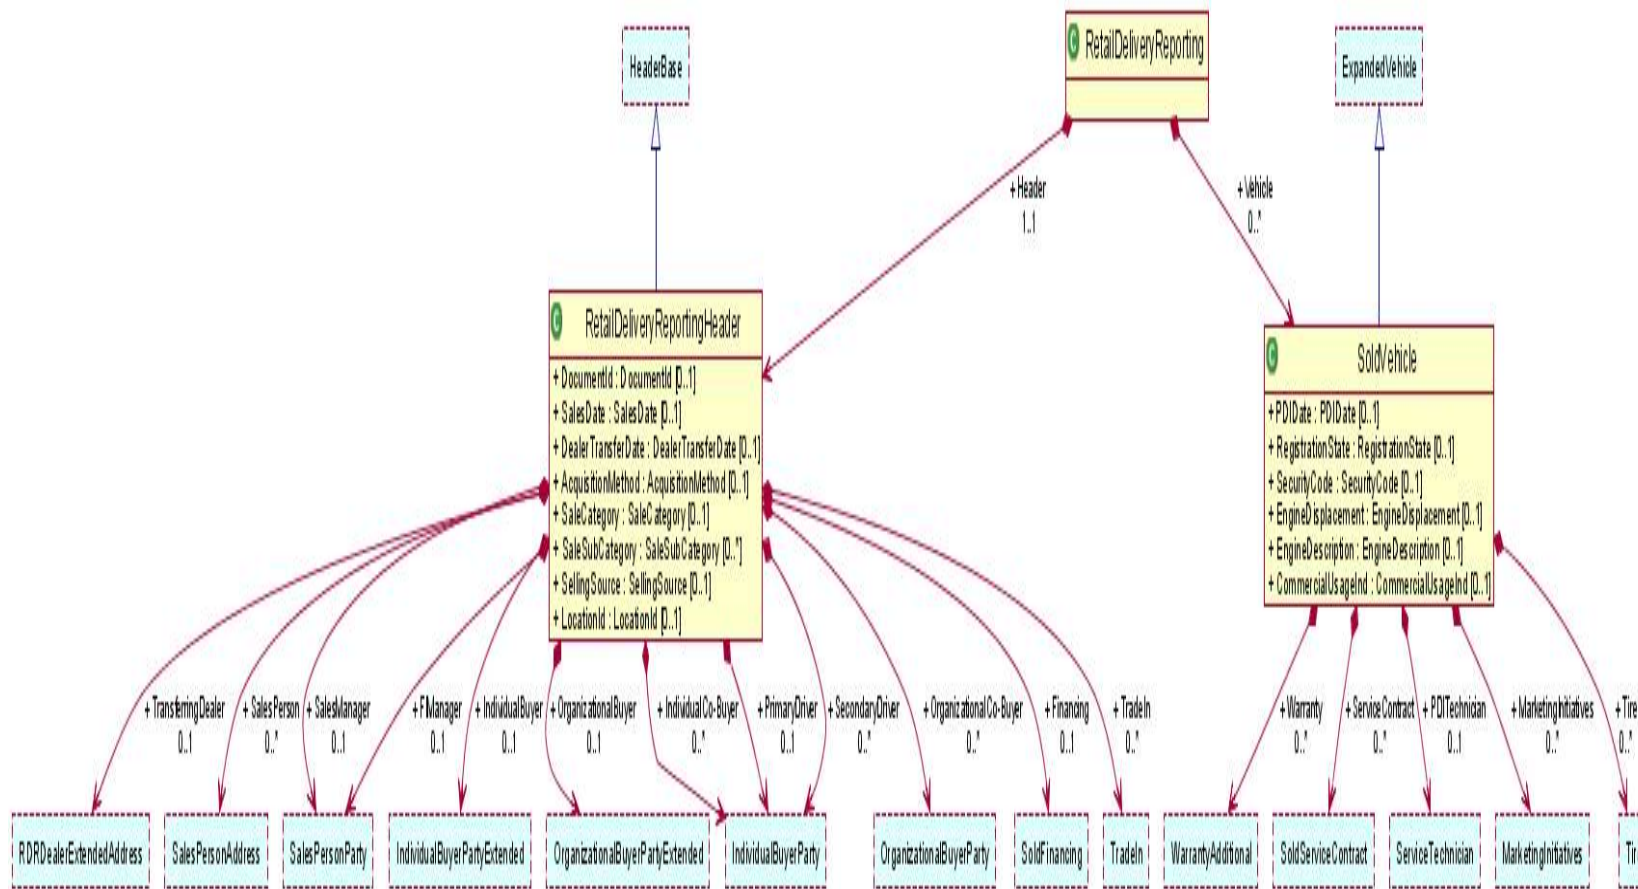 RetailDeliveryReporting
HeaderBase
ExpandedVehicle
+ Header
1..1
+ Vehicle
0..*
RetailDeliveryReportingHeader
+ DocumentId : DocumentId [0..1]
+ SalesDate : SalesDate [0..1]
+ DealerTransferDate : DealerTransferDate [0..1]
+ AcquisitionMethod : AcquisitionMethod [0..1]
+ SaleCategory : SaleCategory [0..1]
+ SaleSubCategory : SaleSubCategory [0..*]
+ SellingSource : SellingSource [0..1]
+ LocationId : LocationId [0..1]
SoldVehicle
+ PDIDate : PDIDate [0..1]
+ RegistrationState : RegistrationState [0..1]
+ SecurityCode : SecurityCode [0..1]
+ EngineDisplacement : EngineDisplacement [0..1]
+ EngineDescription : EngineDescription [0..1]
+ CommercialUsageInd : CommercialUsageInd [0..1]
+ TransferringDealer
0..1
+ SalesPerson
0..*
+ SalesManager
0..1
+ FIManager
0..1
+ IndividualBuyer
0..1
+ OrganizationalBuyer
0..1
+ IndividualCo-Buyer
0..*
+ PrimaryDriver
0..1
+ SecondaryDriver
0..*
+ OrganizationalCo-Buyer
0..*
+ Financing
0..1
+ TradeIn
0..*
+ Warranty
0..*
+ ServiceContract
0..*
+ PDITechnician
0..1
+ MarketingInitiatives
0..*
+ Tire
0..*
RDRDealerExtendedAddress
SalesPersonAddress
SalesPersonParty
IndividualBuyerPartyExtended
OrganizationalBuyerPartyExtended
IndividualBuyerParty
OrganizationalBuyerParty
SoldFinancing
TradeIn
WarrantyAdditional
SoldServiceContract
ServiceTechnician
MarketingInitiatives